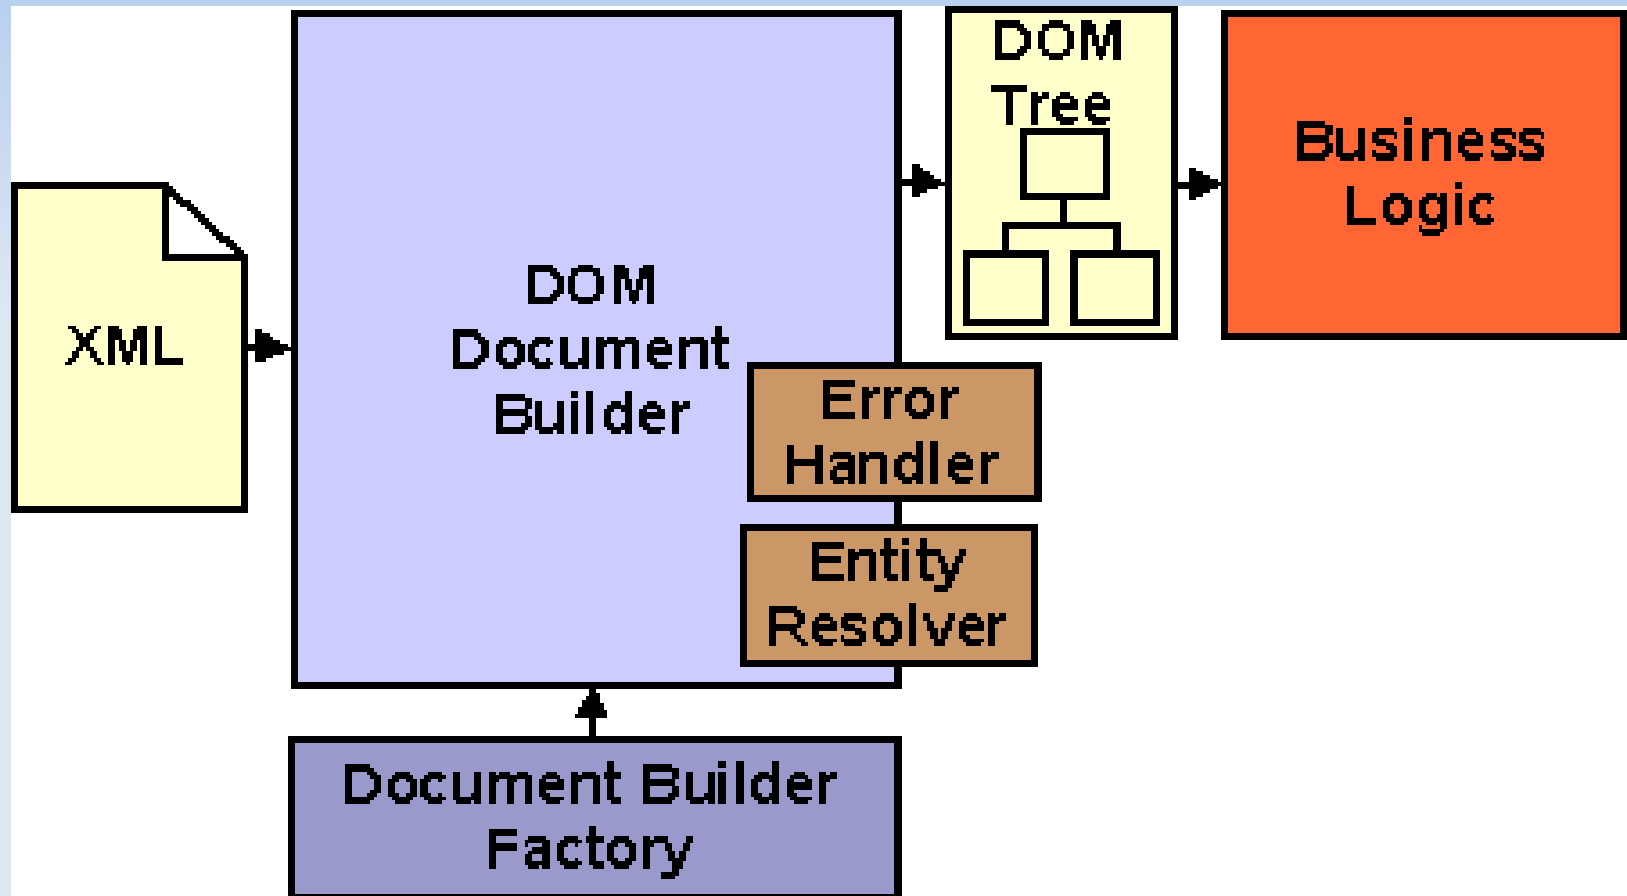 XML
DOM
Document
Builder
Error
Handler
Entity
Resolver
Document Builder
Factory
DOM
Tree
Business
Logic